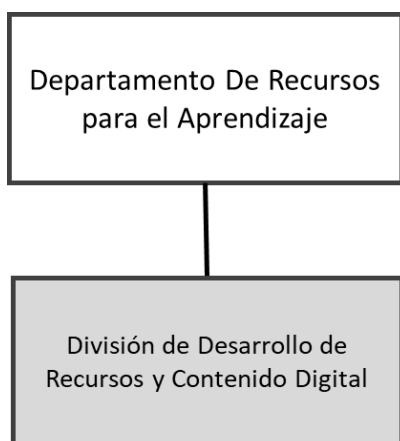 Departamento De Recursos
para el Aprendizaje
División de Desarrollo de
Recursos y Contenido Digital